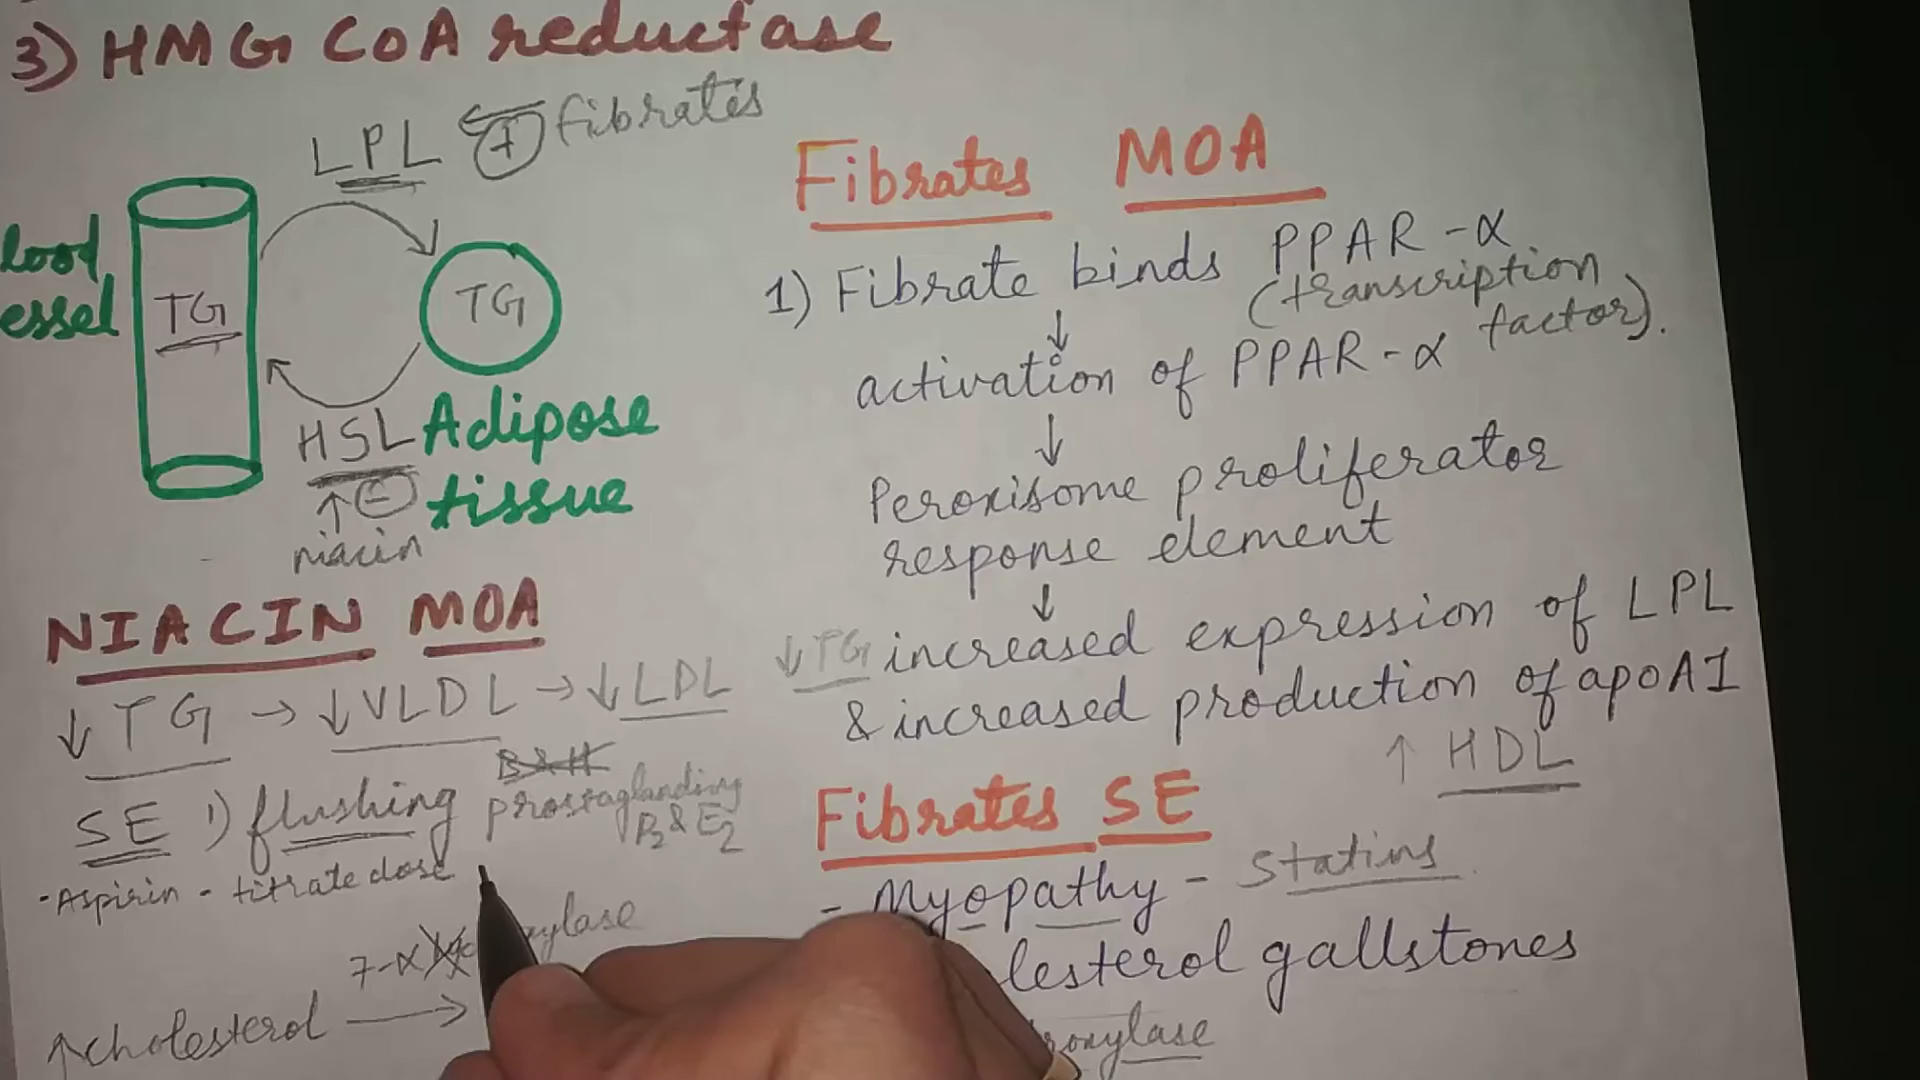 3) HMG COA reductase
LPL ← + fibrates
lood
essel
TG
TG
HSL
Adipose
tissue
↑ -
niacin
NIACIN MOA
↓ TG → ↓ VLDL → ↓ LDL
SE 1) flushing prostaglandins
D2 & E2
-Aspirin - titrate dose
7-α xylase
↑cholesterol →
Fibrates MOA
1) Fibrate binds PPAR-α
(transcription
factor).
↓
activation of PPAR-α
↓
Peroxisome proliferator
response element
↓
↓TG increased expression of LPL
& increased production of apoA1
↑ HDL
Fibrates SE
- Myopathy - statins
lesterol gallstones
roxylase